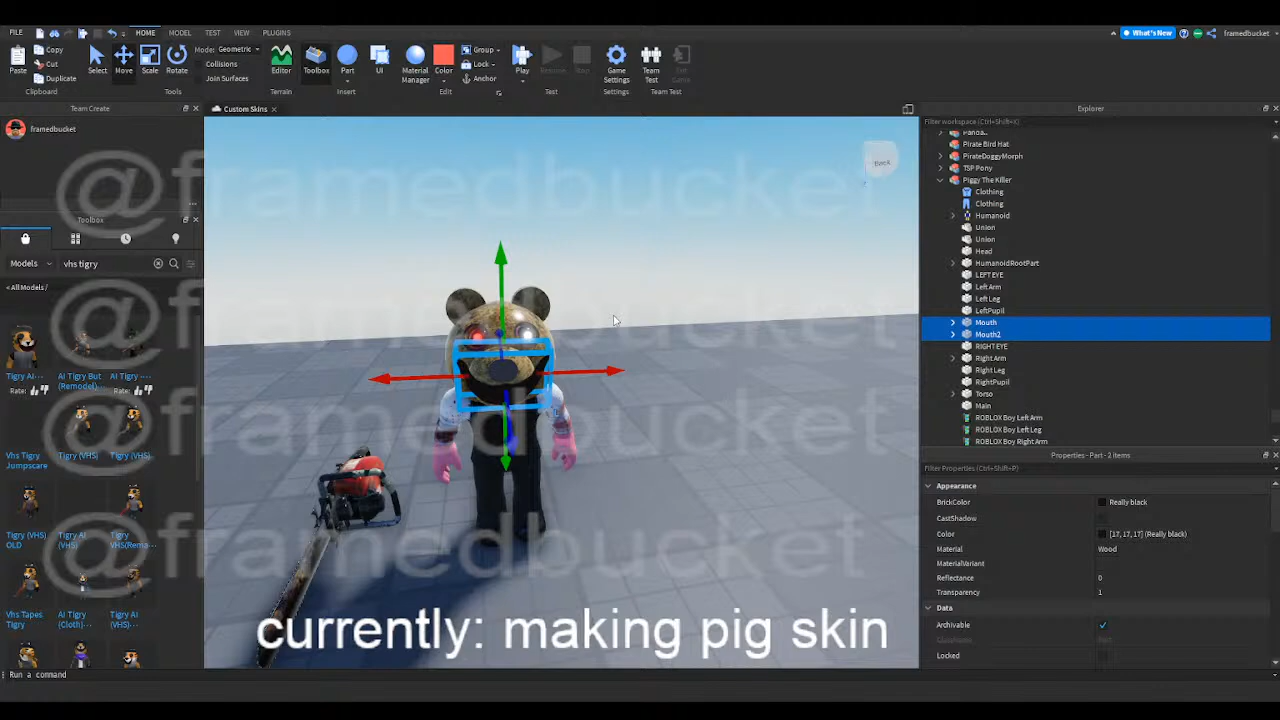 FILE HOME MODEL TEST VIEW PLUGINS
What's New framedbucket
Paste Copy Cut Duplicate Clipboard
Select Move Scale Rotate Mode: Geometric Collisions Join Surfaces Tools
Editor Terrain
Toolbox Part UI Insert
Material Manager Color Group Lock Anchor Edit
Play Test
Game Settings Settings
Team Test Team Test
Team Create
framedbucket
Toolbox
Models vhs tigry
<All Models/
Tigry AI... Tigry AI But (Remodel)... Tigry AI ...
Rate: Rate:
Vhs Tigry Jumpscare Tigry (VHS) Tigry (VHS)...
Tigry (VHS) OLD Tigry AI (VHS) Tigry VHS(Rema...
Vhs Tapes Tigry AI Tigry (Cloth)... Tigry AI (VHS)...
Custom Skins
Back
@framedbucket
@framedbucket
@framedbucket
currently: making pig skin
Explorer
Filter workspace (Ctrl+Shift+X)
Panda..
Pirate Bird Hat
PirateDoggyMorph
TSP Pony
Piggy The Killer
Clothing
Clothing
Humanoid
Union
Union
Head
HumanoidRootPart
LEFT EYE
Left Arm
Left Leg
LeftPupil
Mouth
Mouth2
RIGHT EYE
Right Arm
Right Leg
RightPupil
Torso
Main
ROBLOX Boy Left Arm
ROBLOX Boy Left Leg
ROBLOX Boy Right Arm
Properties - Part - 2 items
Filter Properties (Ctrl+Shift+P)
Appearance
BrickColor Really black
CastShadow
Color [17, 17, 17] (Really black)
Material Wood
MaterialVariant
Reflectance 0
Transparency 1
Data
Archivable
Locked
Run a command